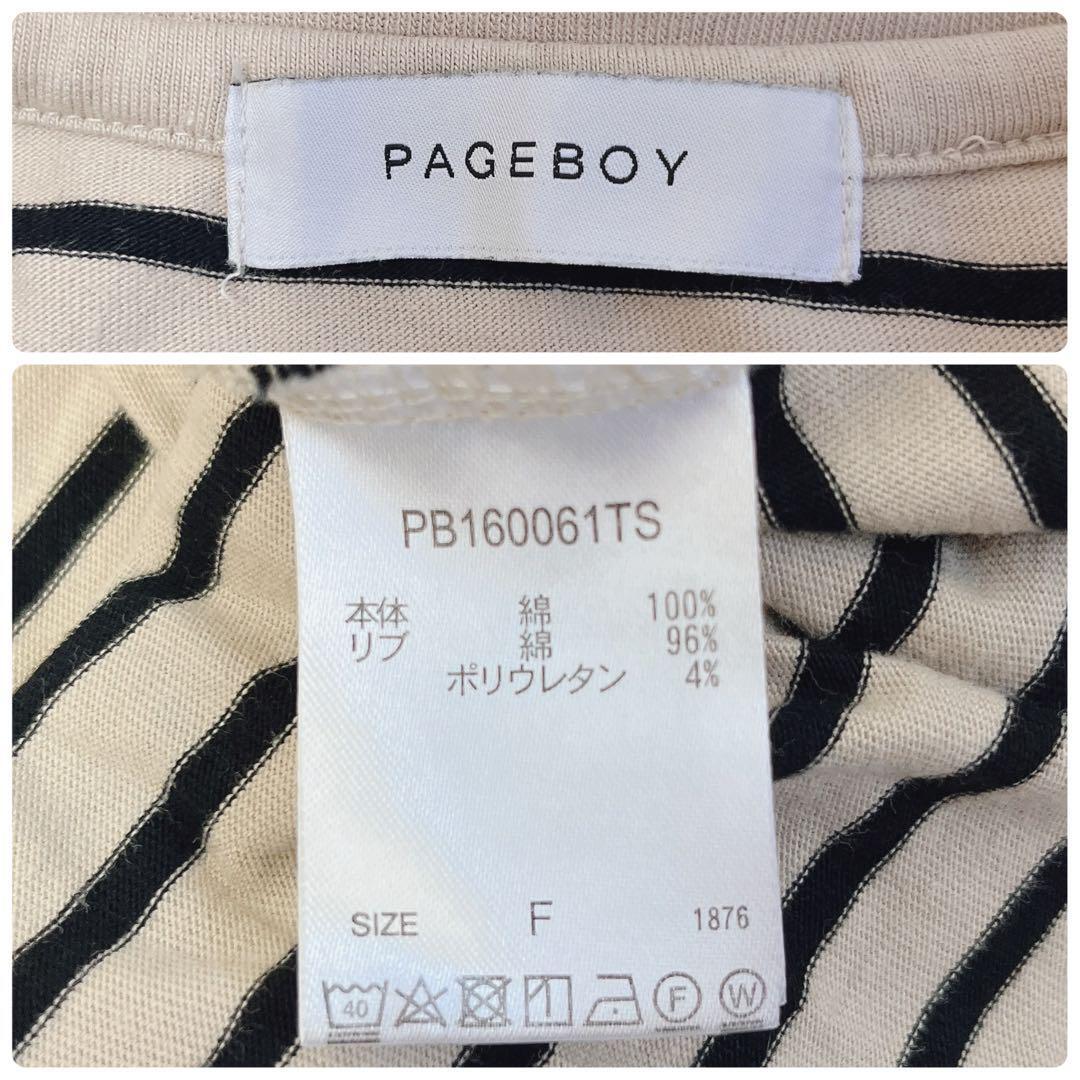 PAGEBOY
PB160061TS
本体 綿 100%
リブ 綿 96%
ポリウレタン 4%
SIZE F 1876
40 F W